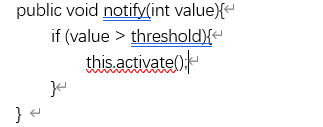 public void notify(int value){
if (value > threshold){
this.activate();
}
}